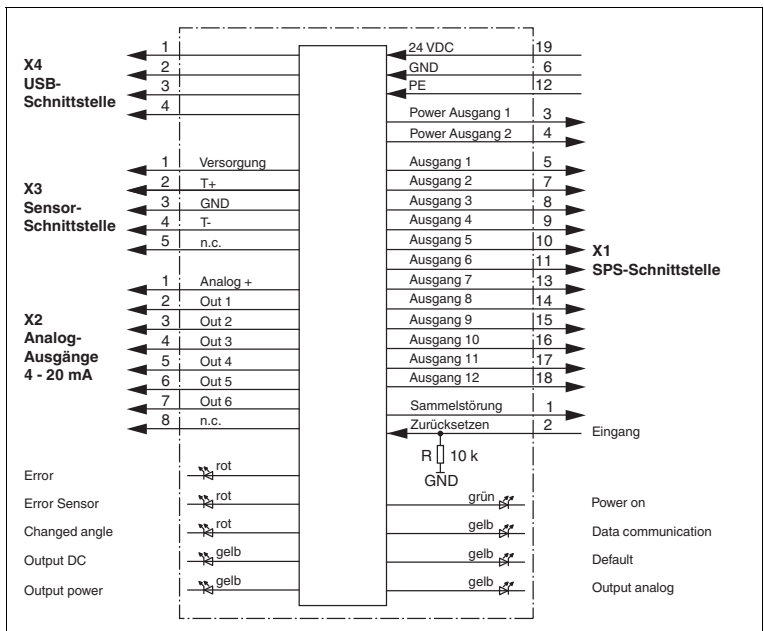 X4
USB-
Schnittstelle
1
2
3
4
X3
Sensor-
Schnittstelle
1 Versorgung
2 T+
3 GND
4 T-
5 n.c.
X2
Analog-
Ausgänge
4 - 20 mA
1 Analog +
2 Out 1
3 Out 2
4 Out 3
5 Out 4
6 Out 5
7 Out 6
8 n.c.
Error rot
Error Sensor rot
Changed angle rot
Output DC gelb
Output power gelb
24 VDC 19
GND 6
PE 12
Power Ausgang 1 3
Power Ausgang 2 4
Ausgang 1 5
Ausgang 2 7
Ausgang 3 8
Ausgang 4 9
Ausgang 5 10
Ausgang 6 11
Ausgang 7 13
Ausgang 8 14
Ausgang 9 15
Ausgang 10 16
Ausgang 11 17
Ausgang 12 18
X1
SPS-Schnittstelle
Sammelstörung 1
Zurücksetzen 2 Eingang
R 10 k
GND
grün Power on
gelb Data communication
gelb Default
gelb Output analog